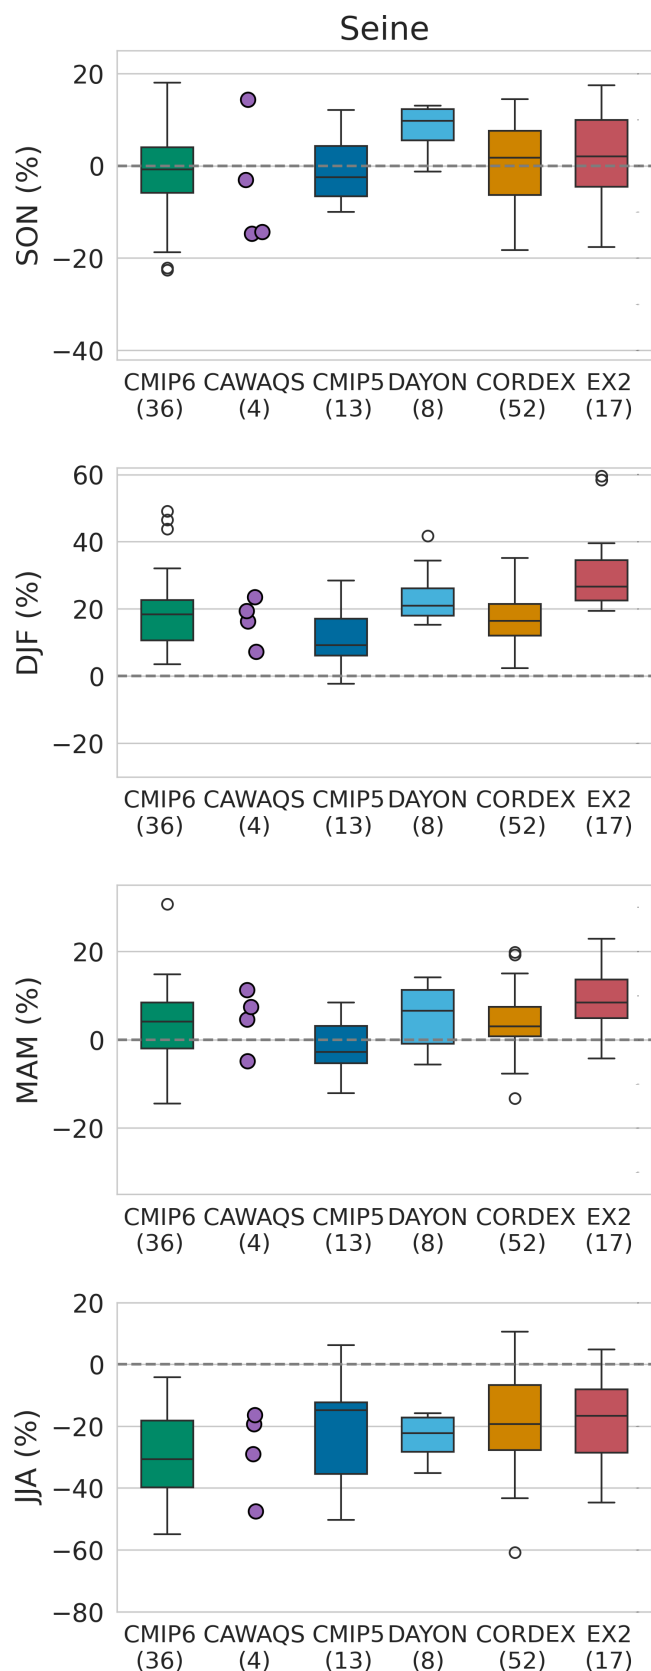 Seine
SON (%)
20
0
−20
−40
CMIP6 CAWAQS CMIP5 DAYON CORDEX EX2
(36) (4) (13) (8) (52) (17)
DJF (%)
60
40
20
0
−20
CMIP6 CAWAQS CMIP5 DAYON CORDEX EX2
(36) (4) (13) (8) (52) (17)
MAM (%)
20
0
−20
CMIP6 CAWAQS CMIP5 DAYON CORDEX EX2
(36) (4) (13) (8) (52) (17)
JJA (%)
20
0
−20
−40
−60
−80
CMIP6 CAWAQS CMIP5 DAYON CORDEX EX2
(36) (4) (13) (8) (52) (17)